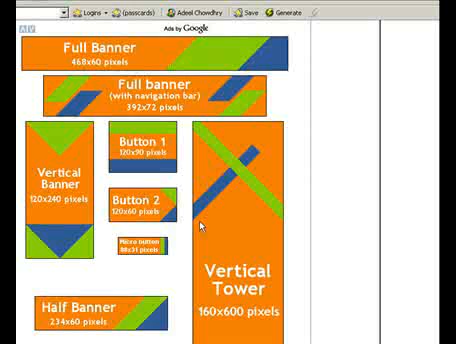 Logins
(passcards)
Adeel Chowdhry
Save
Generate
Ads by Google
Full Banner
468x60 pixels
Full banner
(with navigation bar)
392x72 pixels
Vertical
Banner
120x240 pixels
Button 1
120x90 pixels
Button 2
120x60 pixels
Micro button
88x31 pixels
Vertical
Tower
160x600 pixels
Half Banner
234x60 pixels